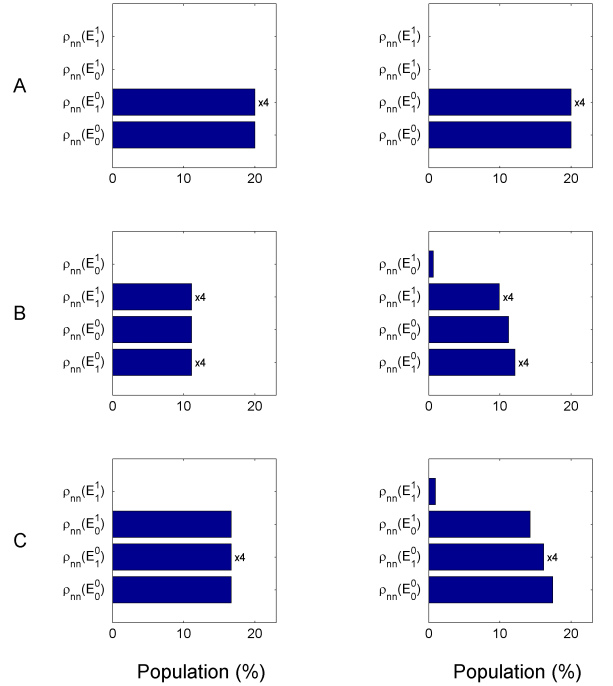 A
ρnn(E¹₁)
ρnn(E¹₀)
ρnn(E⁰₁) x4
ρnn(E⁰₀)
0 10 20
ρnn(E¹₁)
ρnn(E¹₀)
ρnn(E⁰₁) x4
ρnn(E⁰₀)
0 10 20
B
ρnn(E¹₀)
ρnn(E¹₁) x4
ρnn(E⁰₀)
ρnn(E⁰₁) x4
0 10 20
ρnn(E¹₀)
ρnn(E¹₁) x4
ρnn(E⁰₀)
ρnn(E⁰₁) x4
0 10 20
C
ρnn(E¹₁)
ρnn(E¹₀)
ρnn(E⁰₁) x4
ρnn(E⁰₀)
0 10 20
Population (%)
ρnn(E¹₁)
ρnn(E¹₀)
ρnn(E⁰₁) x4
ρnn(E⁰₀)
0 10 20
Population (%)